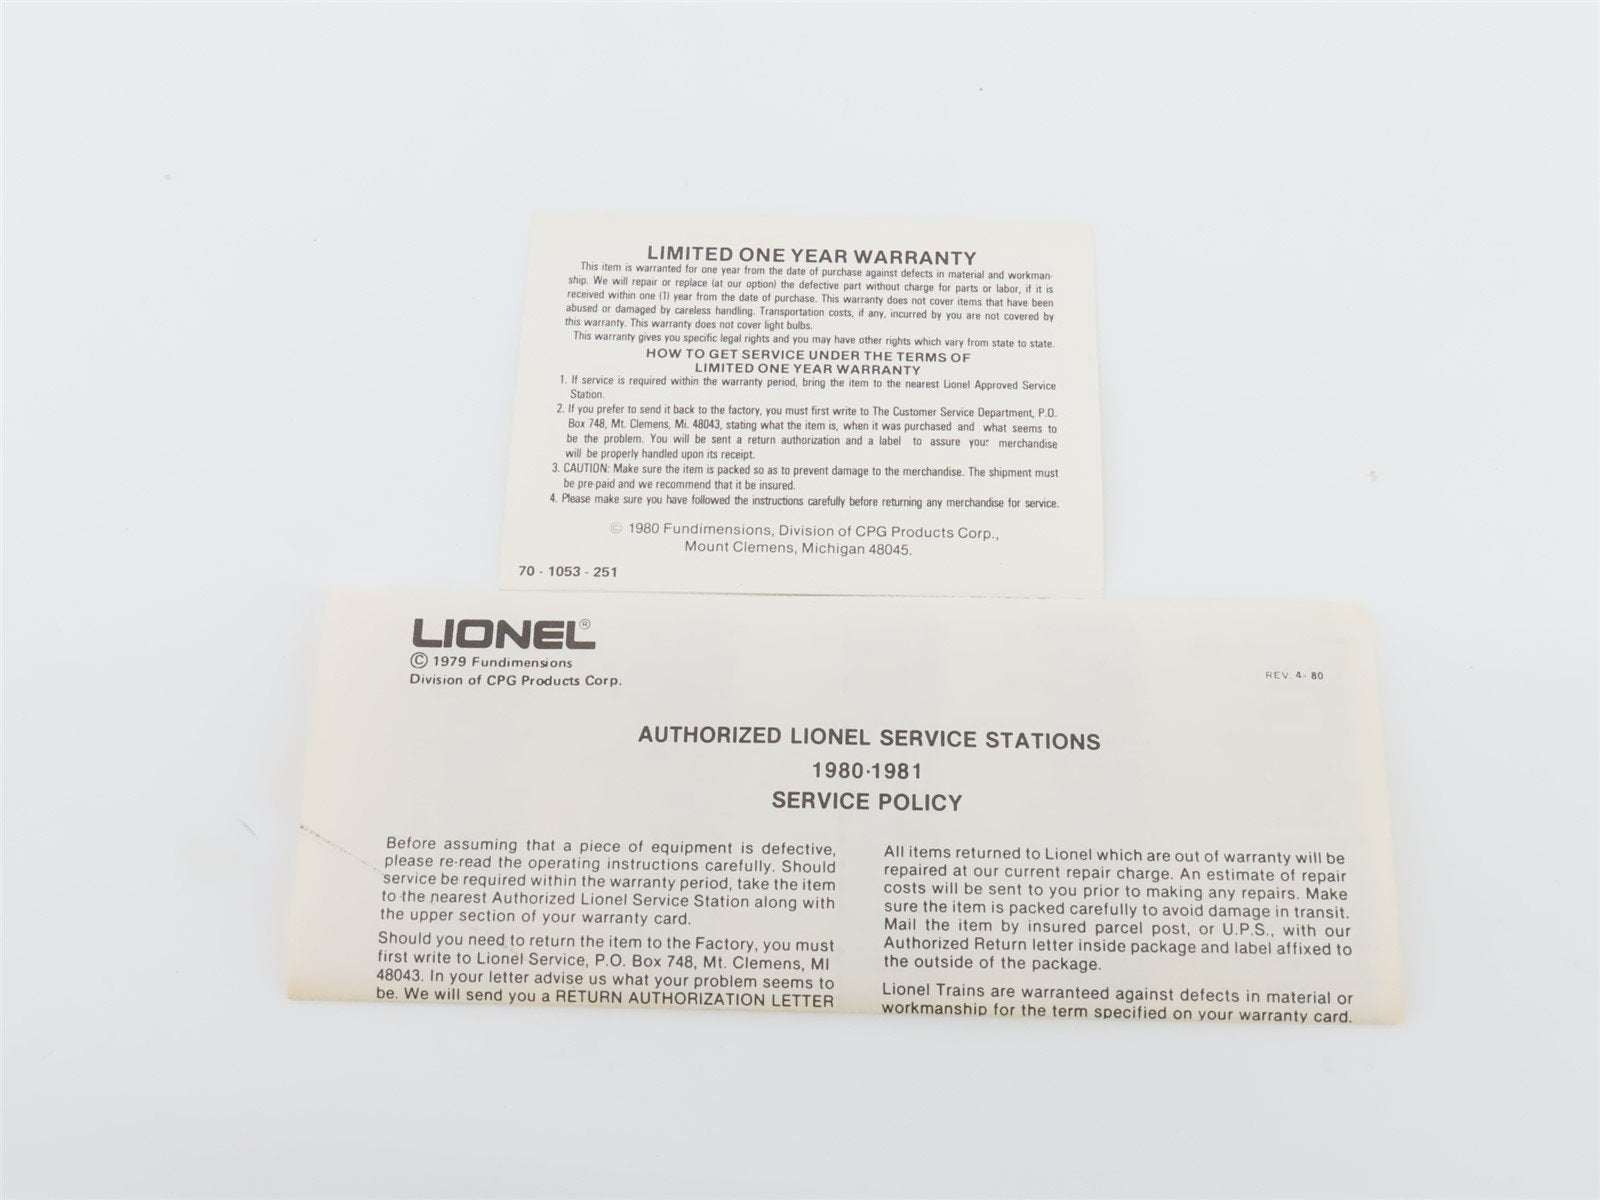 LIMITED ONE YEAR WARRANTY
This item is warranted for one year from the date of purchase against defects in material and workman-
ship. We will repair or replace (at our option) the defective part without charge for parts or labor, if it is
received within one (1) year from the date of purchase. This warranty does not cover items that have been
abused or damaged by careless handling. Transportation costs, if any, incurred by you are not covered by
this warranty. This warranty does not cover light bulbs.
This warranty gives you specific legal rights and you may have other rights which vary from state to state.
HOW TO GET SERVICE UNDER THE TERMS OF
LIMITED ONE YEAR WARRANTY
1. If service is required within the warranty period, bring the item to the nearest Lionel Approved Service
Station.
2. If you prefer to send it back to the factory, you must first write to The Customer Service Department, P.O.
Box 748, Mt. Clemens, Mi. 48043, stating what the item is, when it was purchased and what seems to
be the problem. You will be sent a return authorization and a label to assure your merchandise
will be properly handled upon its receipt.
3. CAUTION: Make sure the item is packed so as to prevent damage to the merchandise. The shipment must
be pre-paid and we recommend that it be insured.
4. Please make sure you have followed the instructions carefully before returning any merchandise for service.
© 1980 Fundimensions, Division of CPG Products Corp.,
Mount Clemens, Michigan 48045.
70 - 1053 - 251
LIONEL®
© 1979 Fundimensions
Division of CPG Products Corp.
REV. 4- 80
AUTHORIZED LIONEL SERVICE STATIONS
1980-1981
SERVICE POLICY
Before assuming that a piece of equipment is defective,
please re-read the operating instructions carefully. Should
service be required within the warranty period, take the item
to the nearest Authorized Lionel Service Station along with
the upper section of your warranty card.
Should you need to return the item to the Factory, you must
first write to Lionel Service, P.O. Box 748, Mt. Clemens, MI
48043. In your letter advise us what your problem seems to
be. We will send you a RETURN AUTHORIZATION LETTER
All items returned to Lionel which are out of warranty will be
repaired at our current repair charge. An estimate of repair
costs will be sent to you prior to making any repairs. Make
sure the item is packed carefully to avoid damage in transit.
Mail the item by insured parcel post, or U.P.S., with our
Authorized Return letter inside package and label affixed to
the outside of the package.
Lionel Trains are warranteed against defects in material or
workmanship for the term specified on your warranty card.